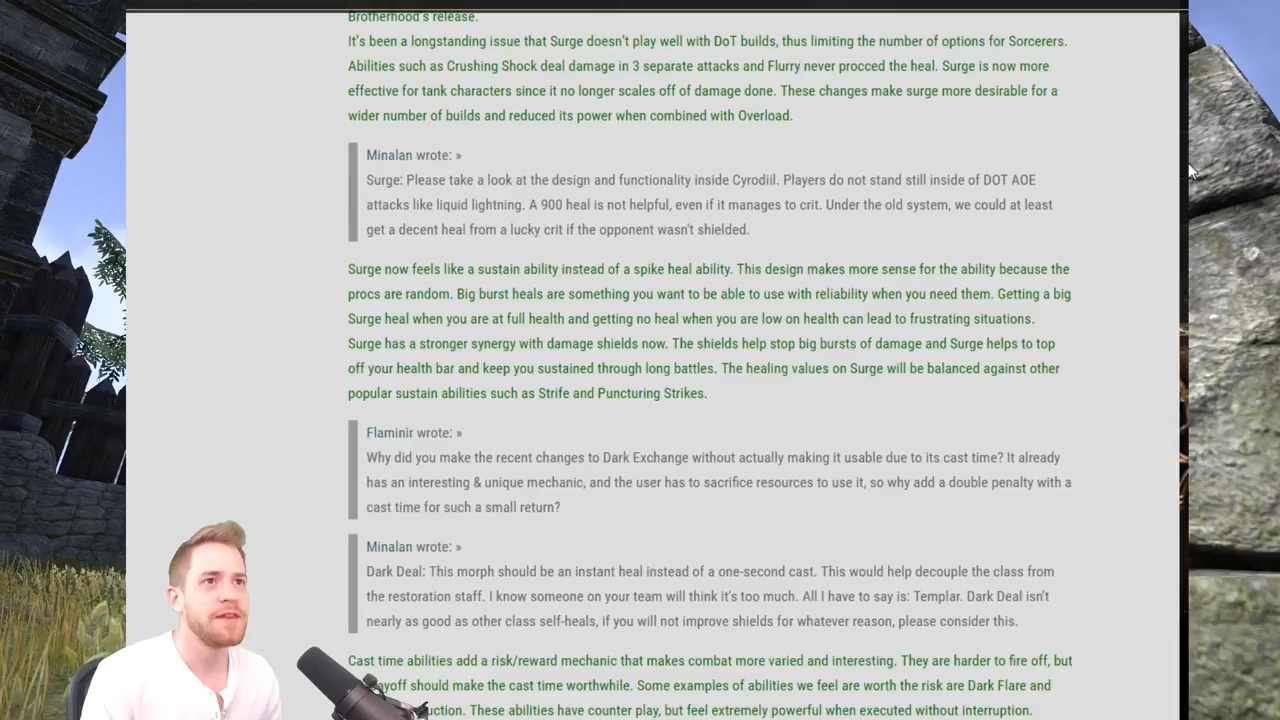 Brotherhood's release.
It's been a longstanding issue that Surge doesn't play well with DoT builds, thus limiting the number of options for Sorcerers.
Abilities such as Crushing Shock deal damage in 3 separate attacks and Flurry never procced the heal. Surge is now more
effective for tank characters since it no longer scales off of damage done. These changes make surge more desirable for a
wider number of builds and reduced its power when combined with Overload.
Minalan wrote: »
Surge: Please take a look at the design and functionality inside Cyrodiil. Players do not stand still inside of DOT AOE
attacks like liquid lightning. A 900 heal is not helpful, even if it manages to crit. Under the old system, we could at least
get a decent heal from a lucky crit if the opponent wasn't shielded.
Surge now feels like a sustain ability instead of a spike heal ability. This design makes more sense for the ability because the
procs are random. Big burst heals are something you want to be able to use with reliability when you need them. Getting a big
Surge heal when you are at full health and getting no heal when you are low on health can lead to frustrating situations.
Surge has a stronger synergy with damage shields now. The shields help stop big bursts of damage and Surge helps to top
off your health bar and keep you sustained through long battles. The healing values on Surge will be balanced against other
popular sustain abilities such as Strife and Puncturing Strikes.
Flaminir wrote: »
Why did you make the recent changes to Dark Exchange without actually making it usable due to its cast time? It already
has an interesting & unique mechanic, and the user has to sacrifice resources to use it, so why add a double penalty with a
cast time for such a small return?
Minalan wrote: »
Dark Deal: This morph should be an instant heal instead of a one-second cast. This would help decouple the class from
the restoration staff. I know someone on your team will think it's too much. All I have to say is: Templar. Dark Deal isn't
nearly as good as other class self-heals, if you will not improve shields for whatever reason, please consider this.
Cast time abilities add a risk/reward mechanic that makes combat more varied and interesting. They are harder to fire off, but
should make the cast time worthwhile. Some examples of abilities we feel are worth the risk are Dark Flare and
These abilities have counter play, but feel extremely powerful when executed without interruption.